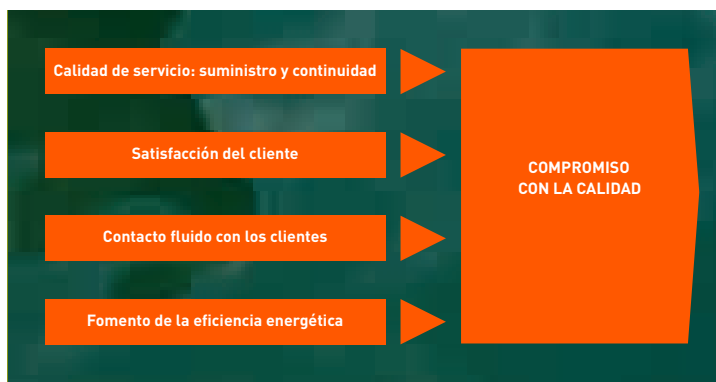 Calidad de servicio: suministro y continuidad
Satisfacción del cliente
Contacto fluido con los clientes
Fomento de la eficiencia energética
COMPROMISO
CON LA CALIDAD